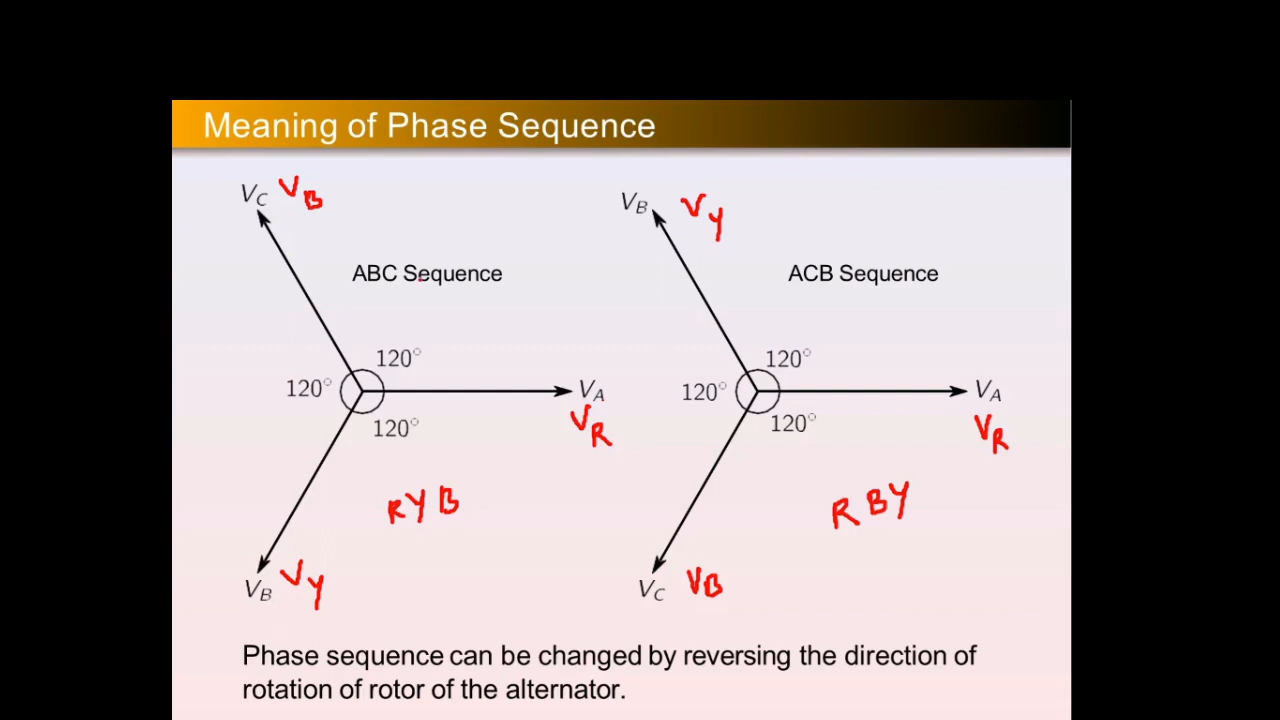 Meaning of Phase Sequence
V_C V_B
V_B V_Y
ABC Sequence
ACB Sequence
120°
120°
120°
120°
V_A
V_A
V_R
V_R
120°
120°
R Y B
R B Y
V_B V_Y
V_C V_B
Phase sequence can be changed by reversing the direction of
rotation of rotor of the alternator.